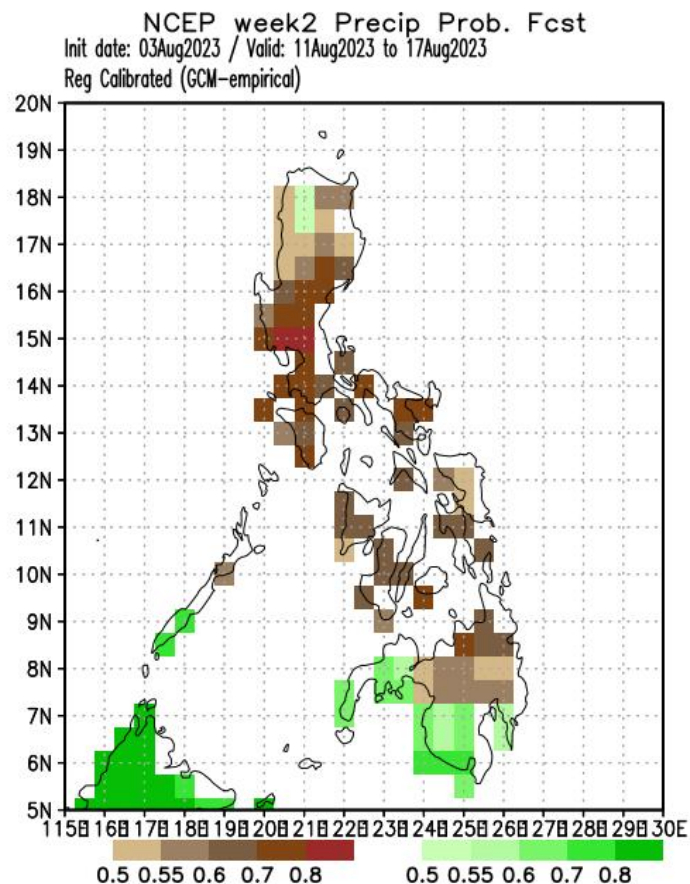 NCEP week2 Precip Prob. Fcst
Init date: 03Aug2023 / Valid: 11Aug2023 to 17Aug2023
Reg Calibrated (GCM-empirical)
20N
19N
18N
17N
16N
15N
14N
13N
12N
11N
10N
9N
8N
7N
6N
5N
0.5 0.55 0.6 0.7 0.8 0.5 0.55 0.6 0.7 0.8